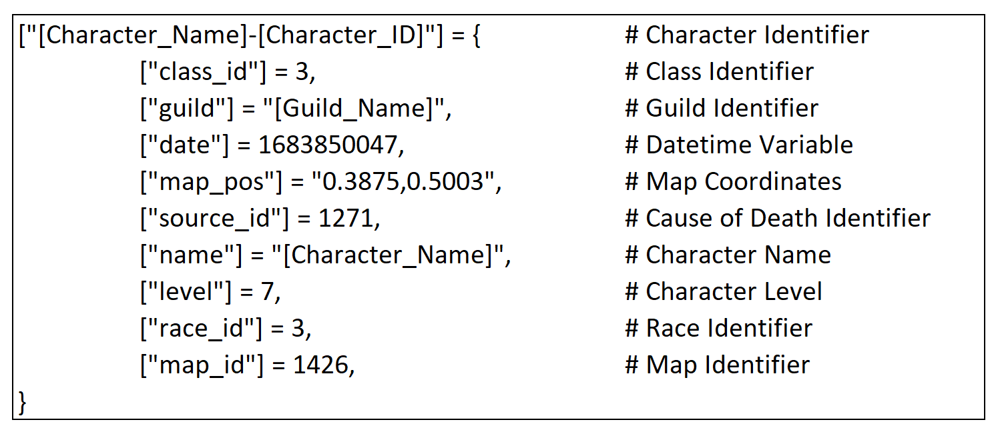 ["[Character_Name]-[Character_ID]"] = { # Character Identifier
["class_id"] = 3, # Class Identifier
["guild"] = "[Guild_Name]", # Guild Identifier
["date"] = 1683850047, # Datetime Variable
["map_pos"] = "0.3875,0.5003", # Map Coordinates
["source_id"] = 1271, # Cause of Death Identifier
["name"] = "[Character_Name]", # Character Name
["level"] = 7, # Character Level
["race_id"] = 3, # Race Identifier
["map_id"] = 1426, # Map Identifier
}